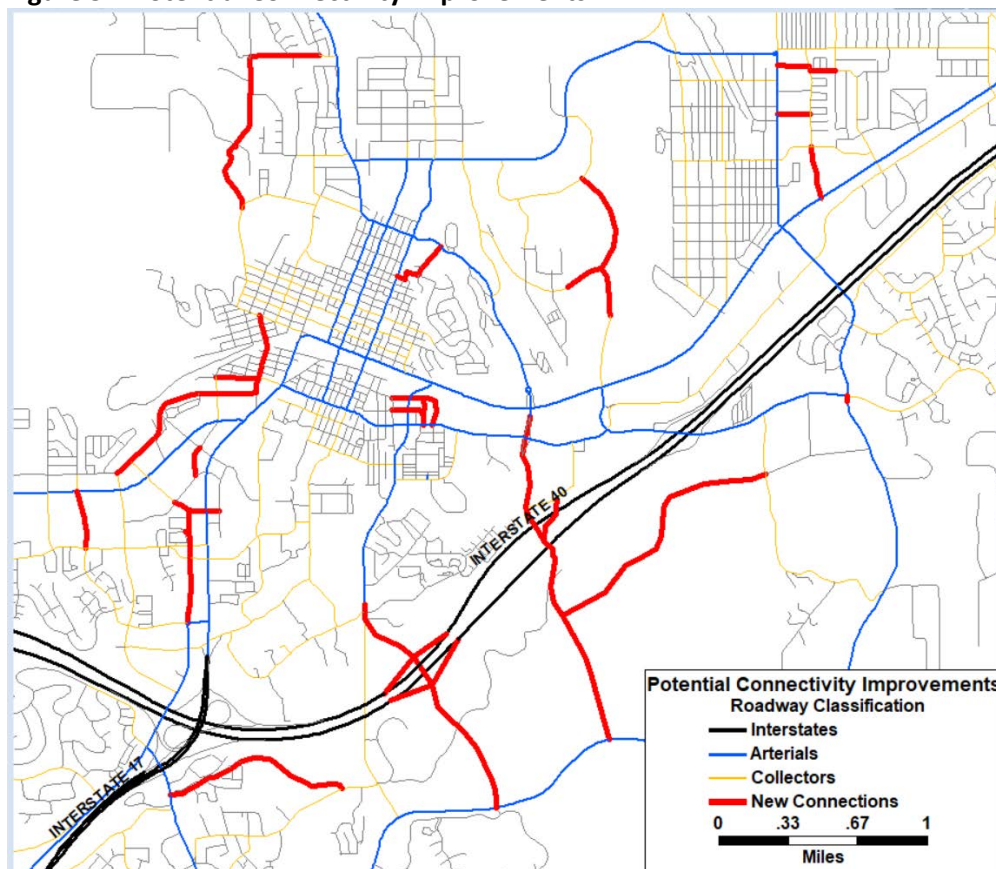 INTERSTATE 40
INTERSTATE 17
Potential Connectivity Improvements
Roadway Classification
Interstates
Arterials
Collectors
New Connections
0 .33 .67 1
Miles